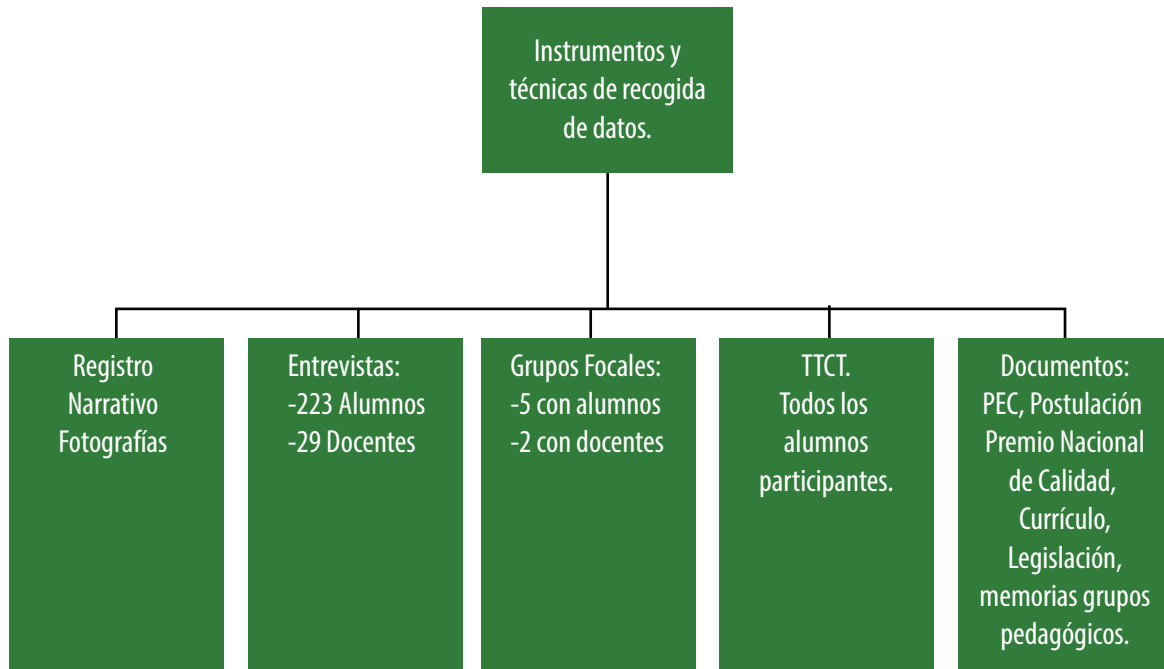 Instrumentos y
técnicas de recogida
de datos.
Registro
Narrativo
Fotografías
Entrevistas:
-223 Alumnos
-29 Docentes
Grupos Focales:
-5 con alumnos
-2 con docentes
TTCT.
Todos los
alumnos
participantes.
Documentos:
PEC, Postulación
Premio Nacional
de Calidad,
Currículo,
Legislación,
memorias grupos
pedagógicos.